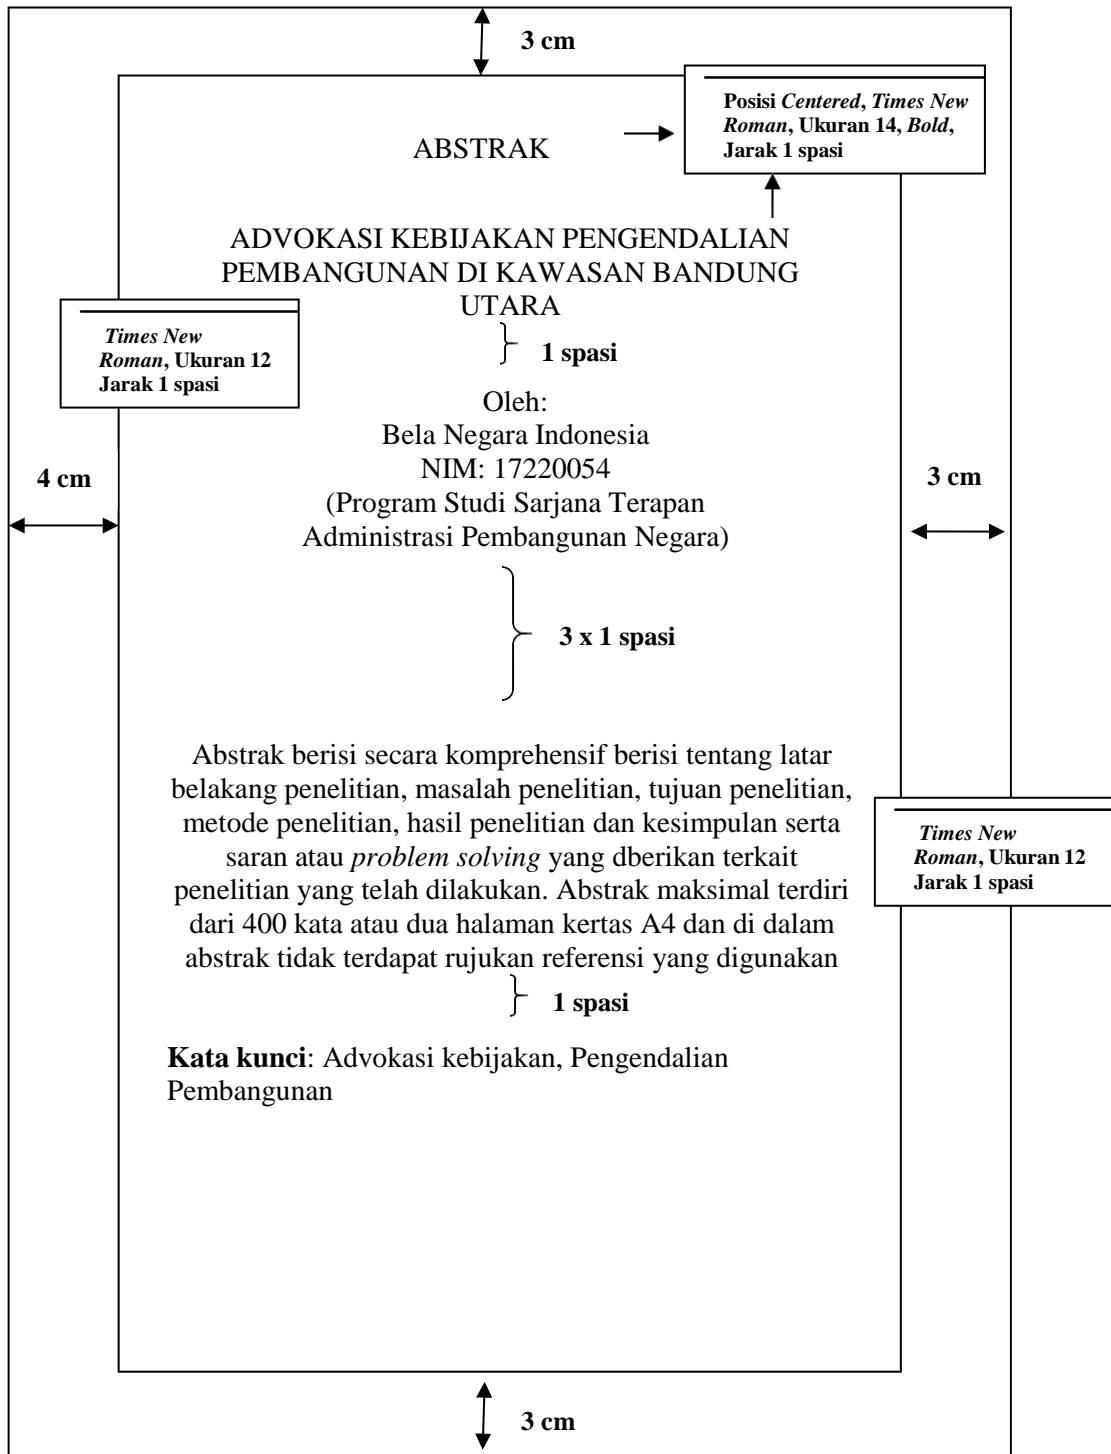 3 cm
Posisi Centered, Times New
Roman, Ukuran 14, Bold,
Jarak 1 spasi
ABSTRAK
ADVOKASI KEBIJAKAN PENGENDALIAN
PEMBANGUNAN DI KAWASAN BANDUNG
UTARA
Times New
Roman, Ukuran 12
Jarak 1 spasi
1 spasi
Oleh:
Bela Negara Indonesia
NIM: 17220054
(Program Studi Sarjana Terapan
Administrasi Pembangunan Negara)
4 cm
3 cm
3 x 1 spasi
Abstrak berisi secara komprehensif berisi tentang latar
belakang penelitian, masalah penelitian, tujuan penelitian,
metode penelitian, hasil penelitian dan kesimpulan serta
saran atau problem solving yang dberikan terkait
penelitian yang telah dilakukan. Abstrak maksimal terdiri
dari 400 kata atau dua halaman kertas A4 dan di dalam
abstrak tidak terdapat rujukan referensi yang digunakan
Times New
Roman, Ukuran 12
Jarak 1 spasi
1 spasi
Kata kunci: Advokasi kebijakan, Pengendalian
Pembangunan
3 cm